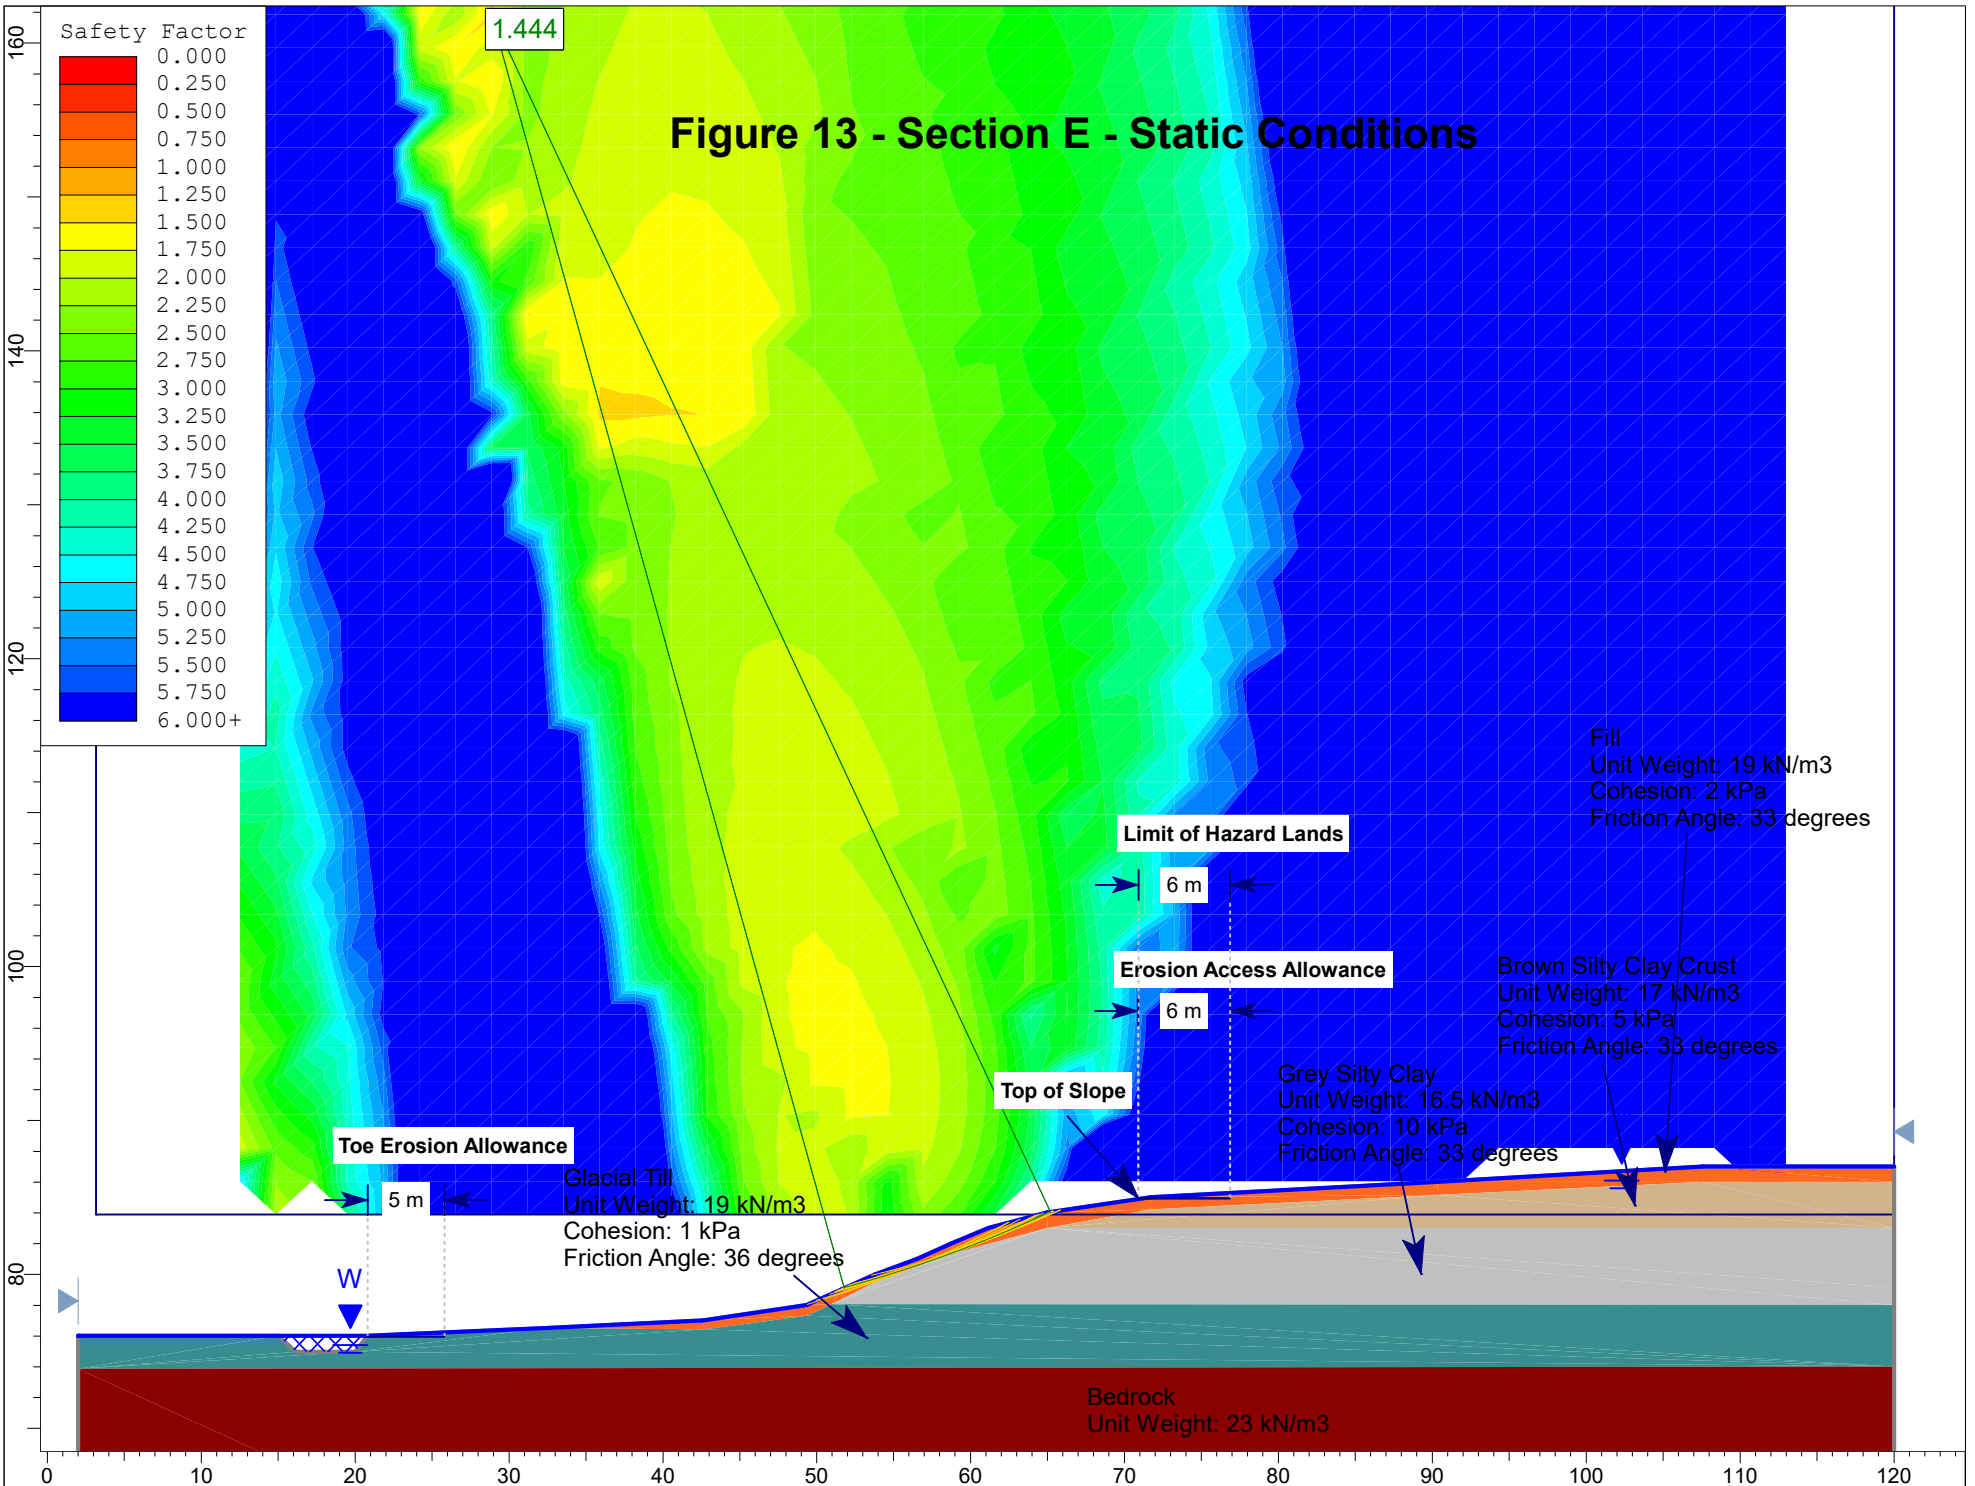 Safety Factor
0.000
0.250
0.500
0.750
1.000
1.250
1.500
1.750
2.000
2.250
2.500
2.750
3.000
3.250
3.500
3.750
4.000
4.250
4.500
4.750
5.000
5.250
5.500
5.750
6.000+
1.444
Figure 13 - Section E - Static Conditions
Fill
Unit Weight: 19 kN/m3
Cohesion: 2 kPa
Friction Angle: 33 degrees
Limit of Hazard Lands
6 m
Erosion Access Allowance
6 m
Brown Silty Clay Crust
Unit Weight: 17 kN/m3
Cohesion: 5 kPa
Friction Angle: 33 degrees
Grey Silty Clay
Unit Weight: 16.5 kN/m3
Cohesion: 10 kPa
Friction Angle: 33 degrees
Top of Slope
Toe Erosion Allowance
5 m
Glacial Till
Unit Weight: 19 kN/m3
Cohesion: 1 kPa
Friction Angle: 36 degrees
W
Bedrock
Unit Weight: 23 kN/m3
160
140
120
100
80
0 10 20 30 40 50 60 70 80 90 100 110 120